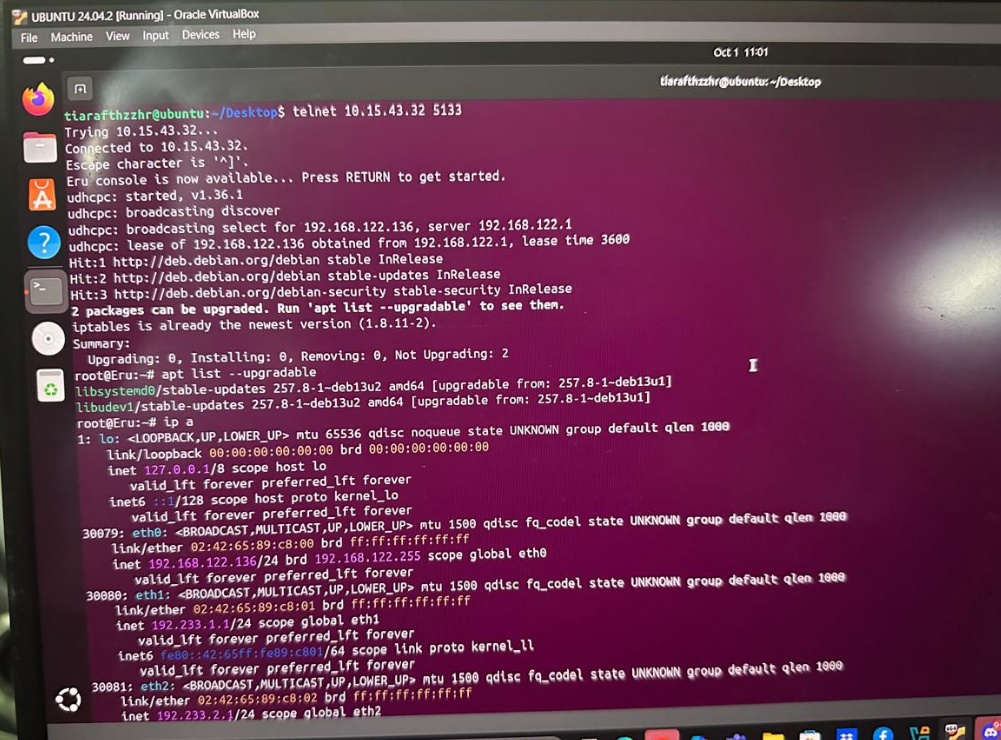 UBUNTU 24.04.2 [Running] - Oracle VirtualBox
File Machine View Input Devices Help
Oct 1 11:01
tiarafthzzhr@ubuntu: ~/Desktop
tiarafthzzhr@ubuntu:~/Desktop$ telnet 10.15.43.32 5133
Trying 10.15.43.32...
Connected to 10.15.43.32.
Escape character is '^]'.
Eru console is now available... Press RETURN to get started.
udhcpc: started, v1.36.1
udhcpc: broadcasting discover
udhcpc: broadcasting select for 192.168.122.136, server 192.168.122.1
udhcpc: lease of 192.168.122.136 obtained from 192.168.122.1, lease time 3600
Hit:1 http://deb.debian.org/debian stable InRelease
Hit:2 http://deb.debian.org/debian stable-updates InRelease
Hit:3 http://deb.debian.org/debian-security stable-security InRelease
2 packages can be upgraded. Run 'apt list --upgradable' to see them.
iptables is already the newest version (1.8.11-2).
Summary:
Upgrading: 0, Installing: 0, Removing: 0, Not Upgrading: 2
root@Eru:~# apt list --upgradable
libsystemd0/stable-updates 257.8-1~deb13u2 amd64 [upgradable from: 257.8-1~deb13u1]
libudev1/stable-updates 257.8-1~deb13u2 amd64 [upgradable from: 257.8-1~deb13u1]
root@Eru:~# ip a
1: lo: <LOOPBACK,UP,LOWER_UP> mtu 65536 qdisc noqueue state UNKNOWN group default qlen 1000
link/loopback 00:00:00:00:00:00 brd 00:00:00:00:00:00
inet 127.0.0.1/8 scope host lo
valid_lft forever preferred_lft forever
inet6 ::1/128 scope host proto kernel_lo
valid_lft forever preferred_lft forever
30079: eth0: <BROADCAST,MULTICAST,UP,LOWER_UP> mtu 1500 qdisc fq_codel state UNKNOWN group default qlen 1000
link/ether 02:42:65:89:c8:00 brd ff:ff:ff:ff:ff:ff
inet 192.168.122.136/24 brd 192.168.122.255 scope global eth0
valid_lft forever preferred_lft forever
30080: eth1: <BROADCAST,MULTICAST,UP,LOWER_UP> mtu 1500 qdisc fq_codel state UNKNOWN group default qlen 1000
link/ether 02:42:65:89:c8:01 brd ff:ff:ff:ff:ff:ff
inet 192.233.1.1/24 scope global eth1
valid_lft forever preferred_lft forever
inet6 fe80::42:65ff:fe89:c801/64 scope link proto kernel_ll
valid_lft forever preferred_lft forever
30081: eth2: <BROADCAST,MULTICAST,UP,LOWER_UP> mtu 1500 qdisc fq_codel state UNKNOWN group default qlen 1000
link/ether 02:42:65:89:c8:02 brd ff:ff:ff:ff:ff:ff
inet 192.233.2.1/24 scope global eth2